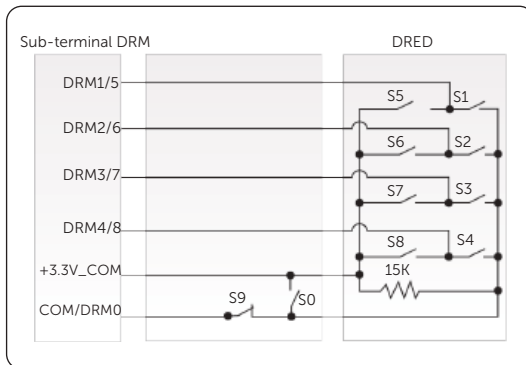 Sub-terminal DRM DRED
DRM1/5
S5 S1
DRM2/6
S6 S2
DRM3/7
S7 S3
DRM4/8
S8 S4
+3.3V_COM 15K
S9 S0
COM/DRM0